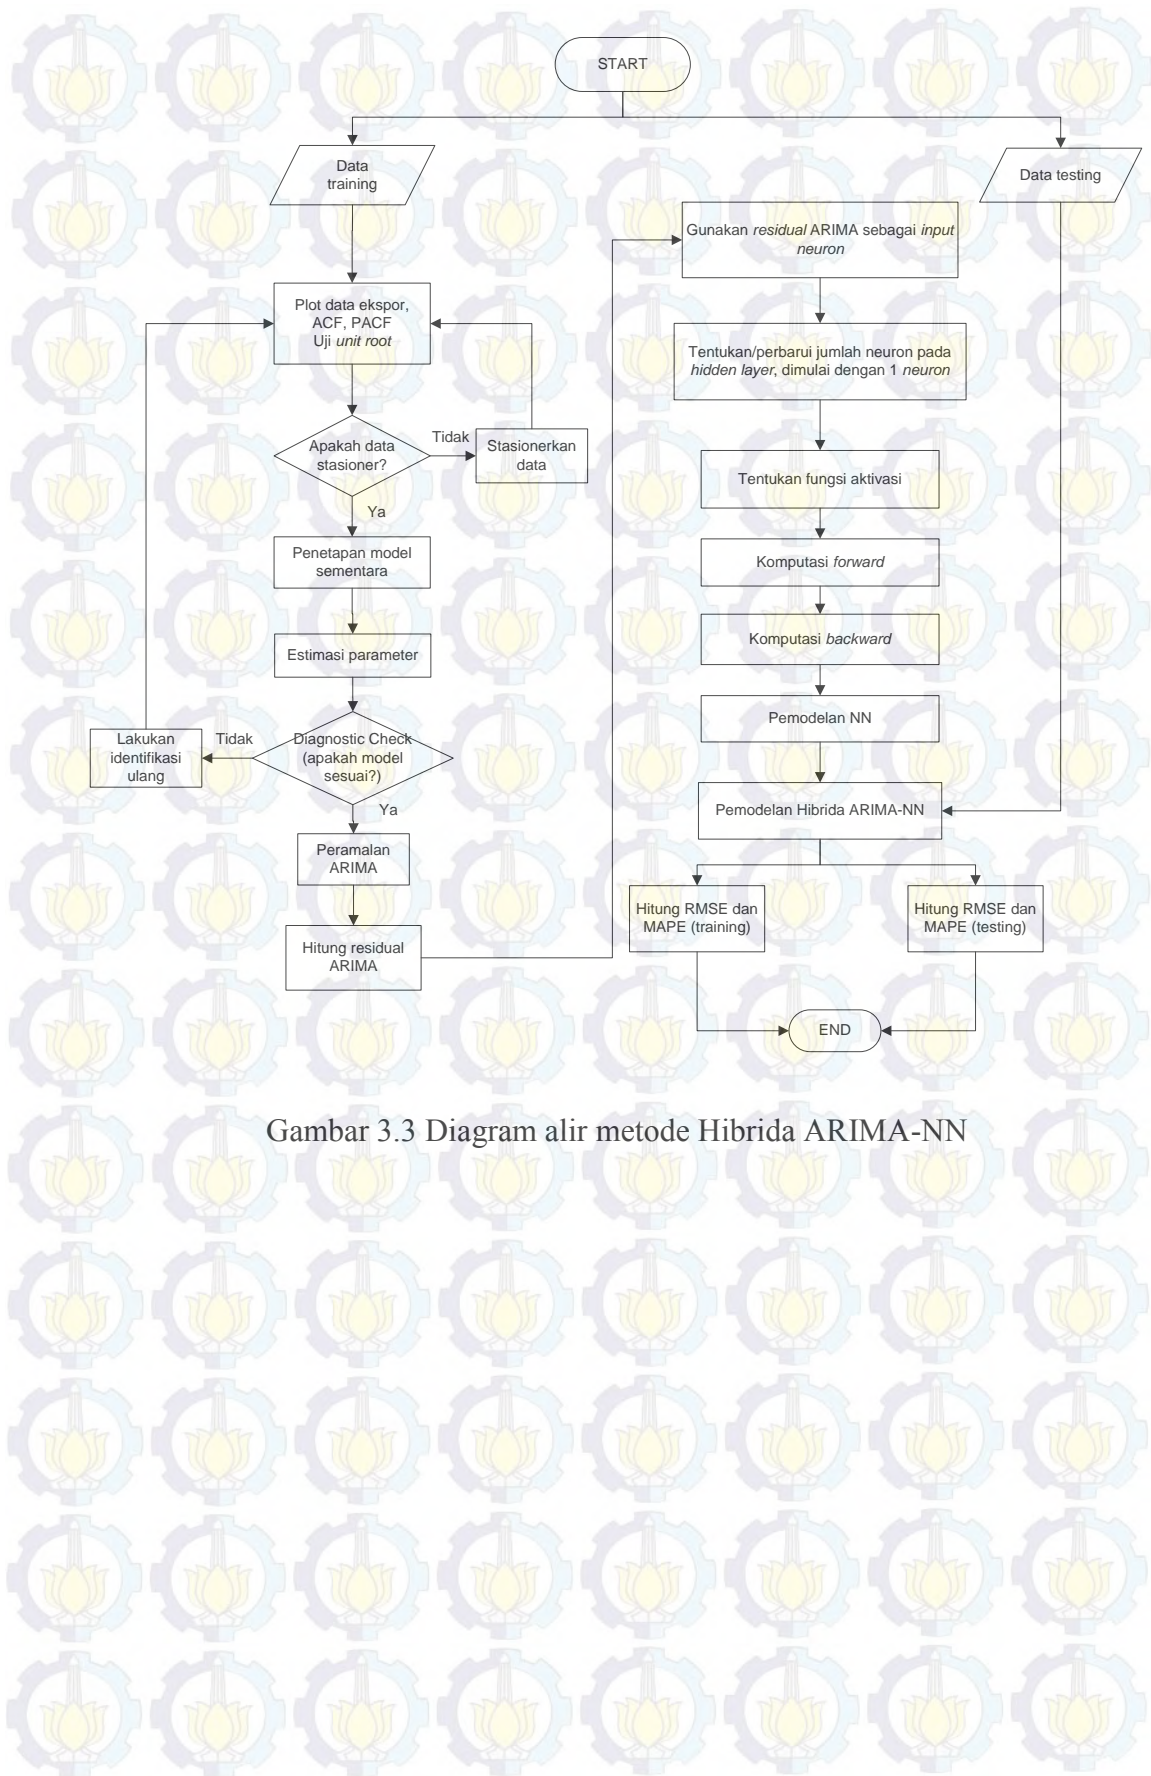 START
Data
training
Data testing
Plot data ekspor,
ACF, PACF
Uji unit root
Apakah data
stasioner?
Tidak
Stasionerkan
data
Ya
Penetapan model
sementara
Estimasi parameter
Diagnostic Check
(apakah model
sesuai?)
Tidak
Lakukan
identifikasi
ulang
Ya
Peramalan
ARIMA
Hitung residual
ARIMA
Gunakan residual ARIMA sebagai input
neuron
Tentukan/perbarui jumlah neuron pada
hidden layer, dimulai dengan 1 neuron
Tentukan fungsi aktivasi
Komputasi forward
Komputasi backward
Pemodelan NN
Pemodelan Hibrida ARIMA-NN
Hitung RMSE dan
MAPE (training)
Hitung RMSE dan
MAPE (testing)
END
Gambar 3.3 Diagram alir metode Hibrida ARIMA-NN